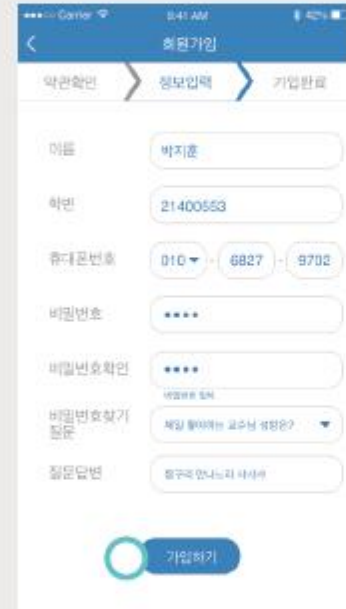 Carrier 9:41 AM 42%
회원가입
약관확인 정보입력 가입완료
이름 박지훈
학번 21400553
휴대폰번호 010 - 6827 - 9702
비밀번호 ••••
비밀번호확인 ••••
비밀번호 일치
비밀번호찾기
질문
제일 좋아하는 교수님 성함은?
질문답변
가입하기